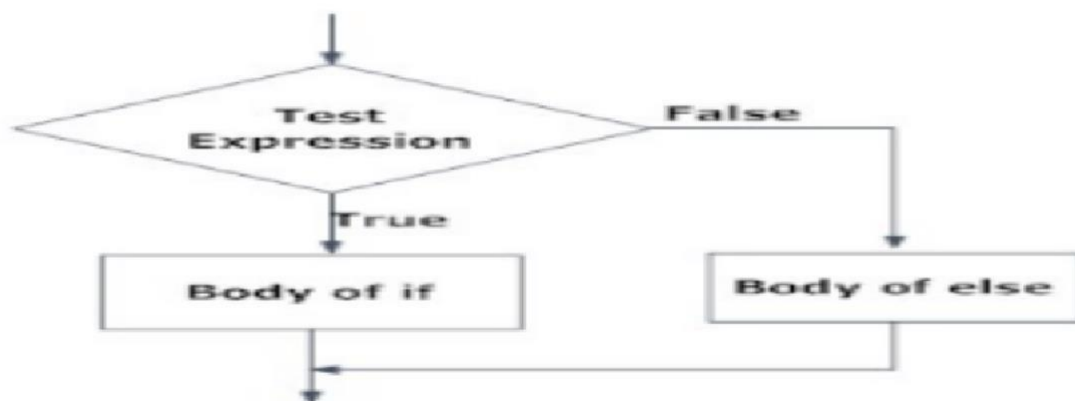 Test
Expression
False
True
Body of if
Body of else